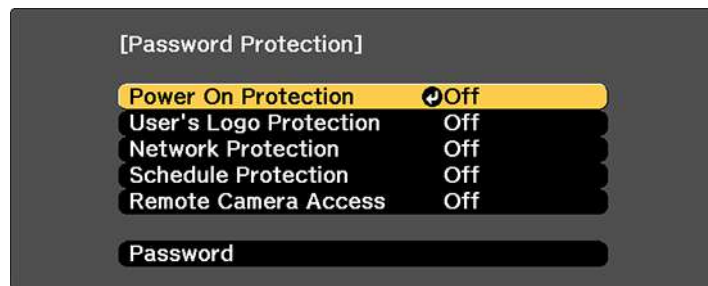 [Password Protection]
Power On Protection Off
User's Logo Protection Off
Network Protection Off
Schedule Protection Off
Remote Camera Access Off
Password